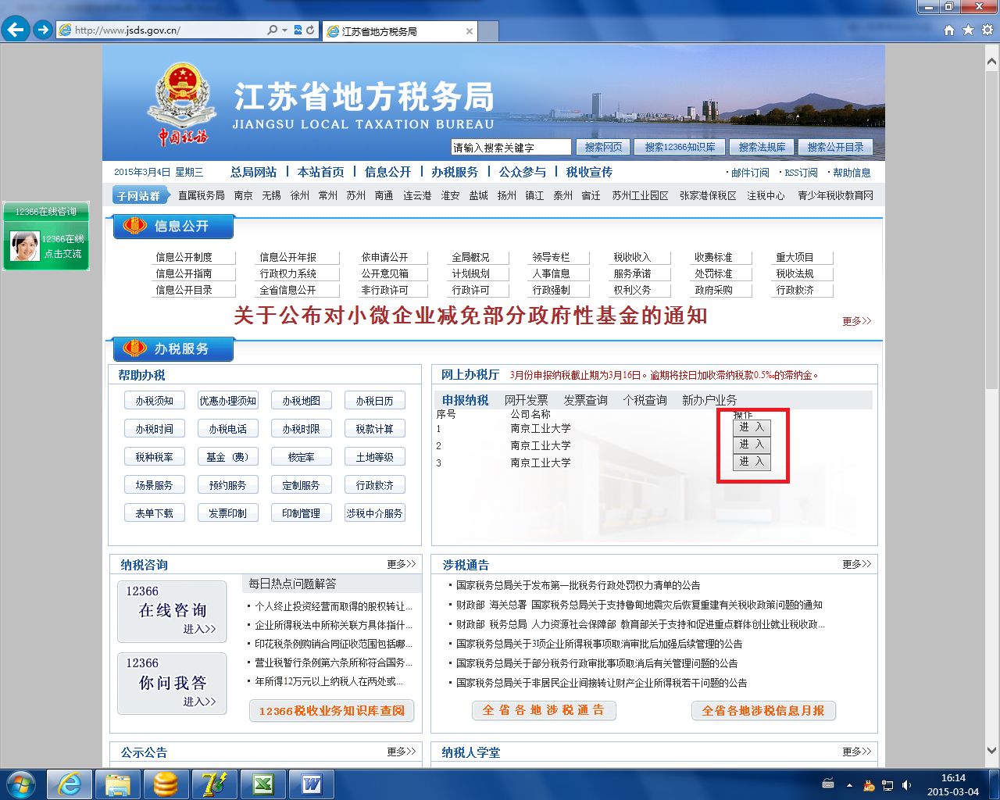 http://www.jsds.gov.cn/
江苏省地方税务局
中国税务
江苏省地方税务局
JIANGSU LOCAL TAXATION BUREAU
请输入搜索关键字 搜索网页 搜索12366知识库 搜索法规库 搜索公开目录
2015年3月4日 星期三 总局网站 | 本站首页 | 信息公开 | 办税服务 | 公众参与 | 税收宣传 ·邮件订阅 ·RSS订阅 ·帮助信息
子网站群 直属税务局 南京 无锡 徐州 常州 苏州 南通 连云港 淮安 盐城 扬州 镇江 泰州 宿迁 苏州工业园区 张家港保税区 注税中心 青少年税收教育网
12366在线咨询
12366在线
点击交流
信息公开
信息公开制度 信息公开年报 依申请公开 全局概况 领导专栏 税收收入 收费标准 重大项目
信息公开指南 行政权力系统 公开意见箱 计划规划 人事信息 服务承诺 处罚标准 税收法规
信息公开目录 全省信息公开 非行政许可 行政许可 行政强制 权利义务 政府采购 行政救济
关于公布对小微企业减免部分政府性基金的通知
更多>>
办税服务
帮助办税
办税须知 优惠办理须知 办税地图 办税日历
办税时间 办税电话 办税时限 税款计算
税种税率 基金（费） 核定率 土地等级
场景服务 预约服务 定制服务 行政救济
表单下载 发票印制 印制管理 涉税中介服务
网上办税厅 3月份申报纳税截止期为3月16日。逾期将按日加收滞纳税款0.5‰的滞纳金。
申报纳税 网开发票 发票查询 个税查询 新办户业务
序号 公司名称 操作
1 南京工业大学 进 入
2 南京工业大学 进 入
3 南京工业大学 进 入
纳税咨询 更多>>
12366
在线咨询
进入>>
12366
你问我答
进入>>
每日热点问题解答
· 个人终止投资经营而取得的股权转让...
· 企业所得税法中所称关联方具体指什...
· 印花税条例购销合同征收范围包括哪...
· 营业税暂行条例第六条所称符合国务...
· 年所得12万元以上纳税人在两处或...
12366税收业务知识库查阅
涉税通告 更多>>
· 国家税务总局关于发布第一批税务行政处罚权力清单的公告
· 财政部 海关总署 国家税务总局关于支持鲁甸地震灾后恢复重建有关税收政策问题的通知
· 财政部 税务总局 人力资源社会保障部 教育部关于支持和促进重点群体创业就业税收政...
· 国家税务总局关于3项企业所得税事项取消审批后加强后续管理的公告
· 国家税务总局关于部分税务行政审批事项取消后有关管理问题的公告
· 国家税务总局关于非居民企业间接转让财产企业所得税若干问题的公告
全省各地涉税通告 全省各地涉税信息月报
公示公告 更多>>
纳税人学堂 更多>>
16:14
2015-03-04